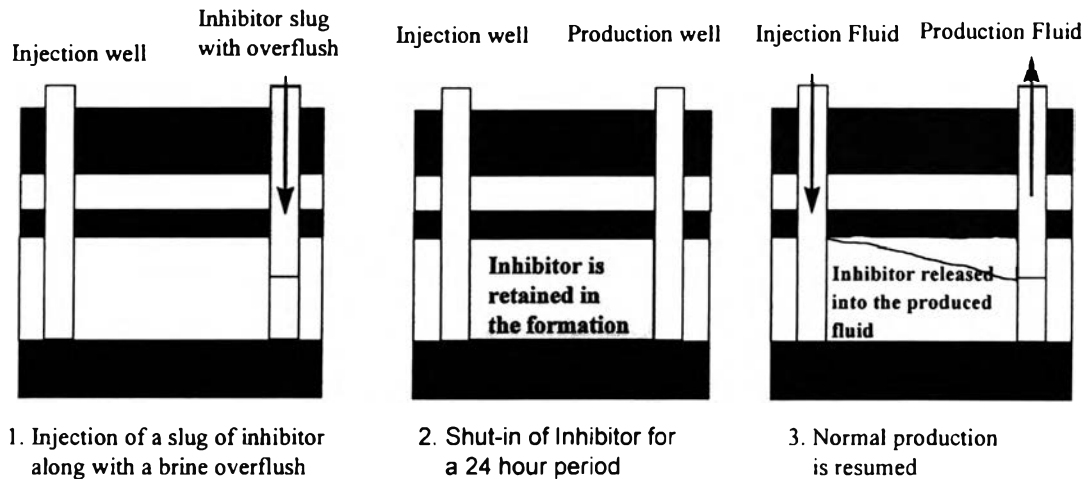 Injection well
Inhibitor slug
with overflush
1. Injection of a slug of inhibitor
along with a brine overflush
Injection well
Production well
Inhibitor is
retained in
the formation
2. Shut-in of Inhibitor for
a 24 hour period
Injection Fluid
Production Fluid
Inhibitor released
into the produced
fluid
3. Normal production
is resumed